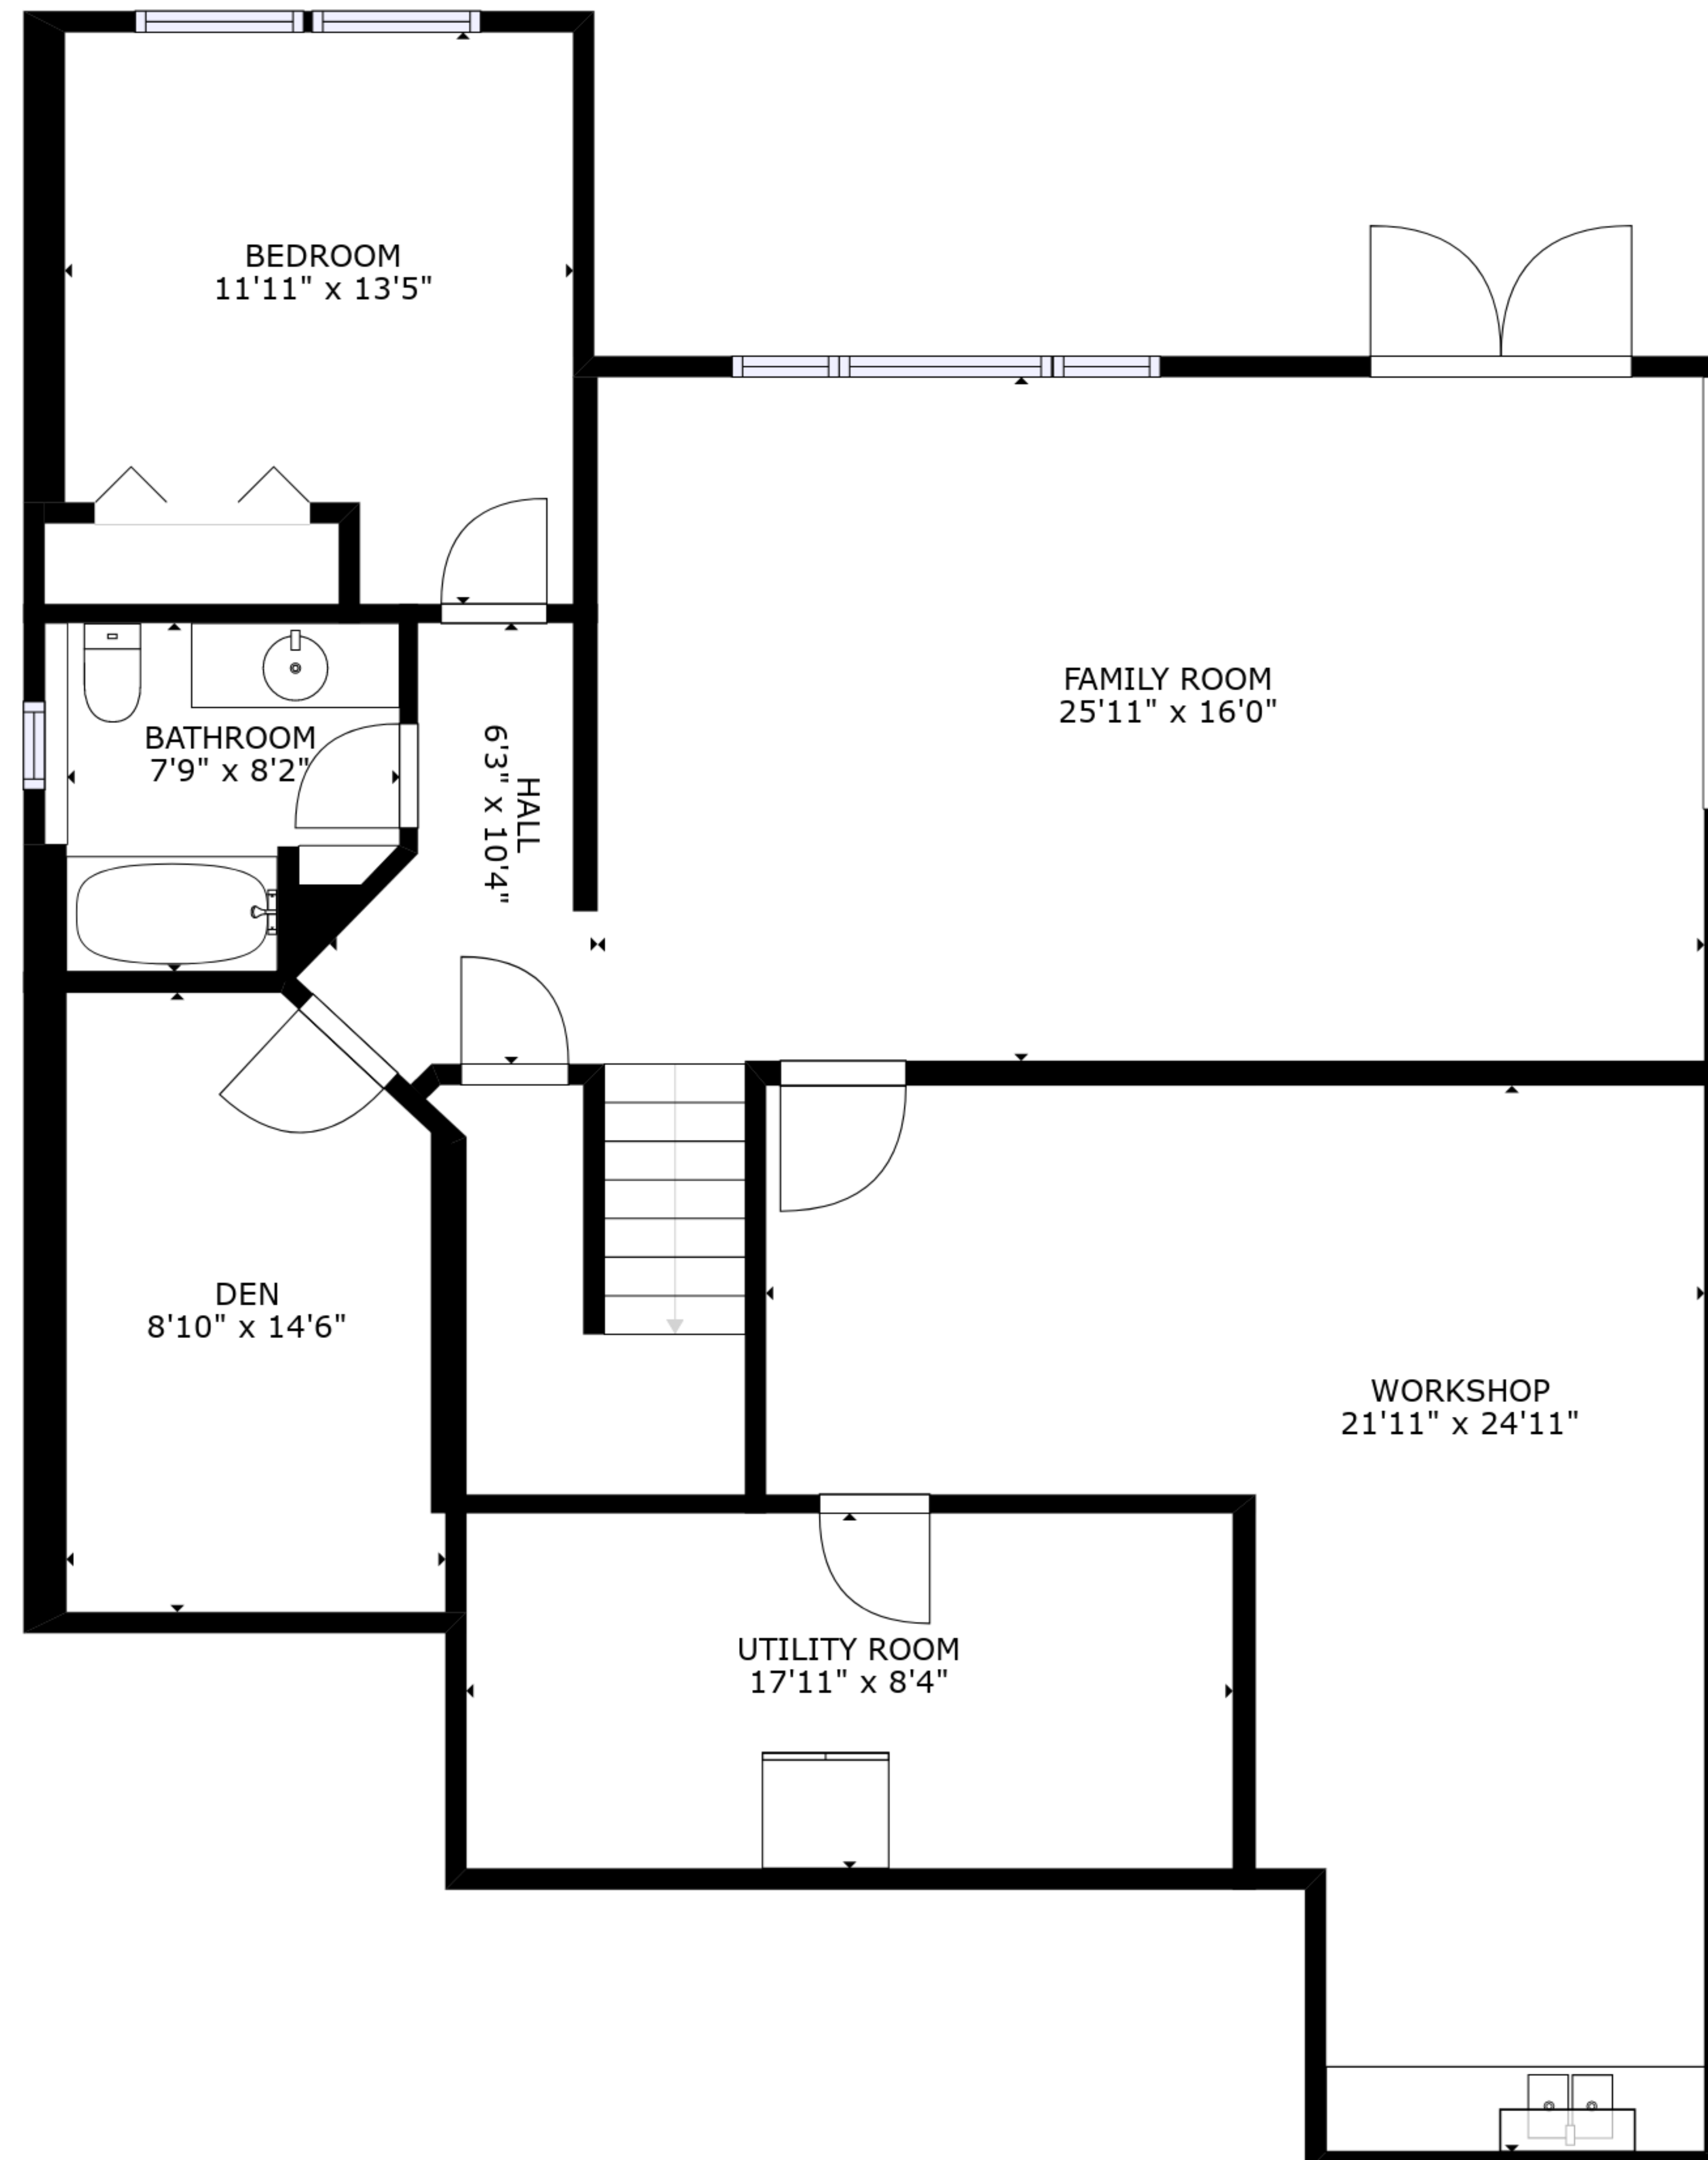 BEDROOM
11'11" x 13'5"
FAMILY ROOM
25'11" x 16'0"
BATHROOM
7'9" x 8'2"
HALL
6'3" x 10'4"
DEN
8'10" x 14'6"
WORKSHOP
21'11" x 24'11"
UTILITY ROOM
17'11" x 8'4"